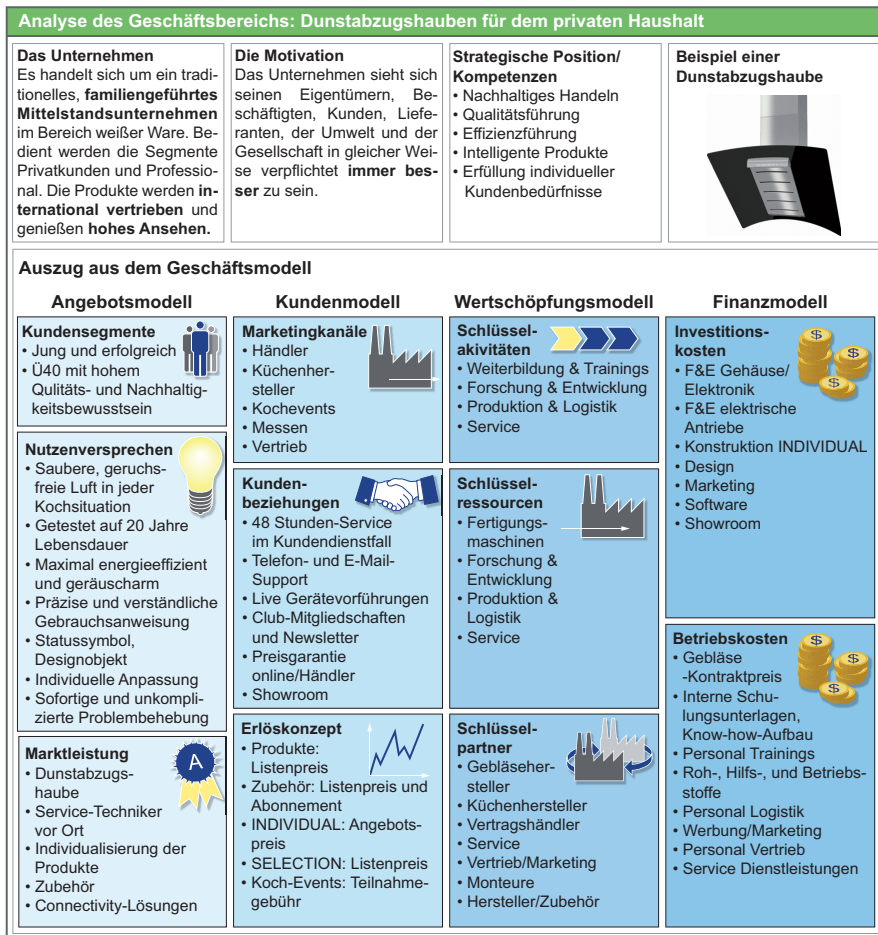 Analyse des Geschäftsbereichs: Dunstabzugshauben für dem privaten Haushalt
Das Unternehmen
Es handelt sich um ein tradi-
tionelles, familiengeführtes
Mittelstandsunternehmen
im Bereich weißer Ware. Be-
dient werden die Segmente
Privatkunden und Professio-
nal. Die Produkte werden in-
ternational vertrieben und
genießen hohes Ansehen.
Die Motivation
Das Unternehmen sieht sich
seinen Eigentümern, Be-
schäftigten, Kunden, Liefe-
ranten, der Umwelt und der
Gesellschaft in gleicher Wei-
se verpflichtet immer bes-
ser zu sein.
Strategische Position/
Kompetenzen
• Nachhaltiges Handeln
• Qualitätsführung
• Effizienzführung
• Intelligente Produkte
• Erfüllung individueller
Kundenbedürfnisse
Beispiel einer
Dunstabzugshaube
Auszug aus dem Geschäftsmodell
Angebotsmodell
Kundensegmente
• Jung und erfolgreich
• Ü40 mit hohem
Qulitäts- und Nachhaltig-
keitsbewusstsein
Nutzenversprechen
• Saubere, geruchs-
freie Luft in jeder
Kochsituation
• Getestet auf 20 Jahre
Lebensdauer
• Maximal energieeffizient
und geräuscharm
• Präzise und verständliche
Gebrauchsanweisung
• Statussymbol,
Designobjekt
• Individuelle Anpassung
• Sofortige und unkompli-
zierte Problembehebung
Marktleistung
A
• Dunstabzugs-
haube
• Service-Techniker
vor Ort
• Individualisierung der
Produkte
• Zubehör
• Connectivity-Lösungen
Kundenmodell
Marketingkanäle
• Händler
• Küchenher-
steller
• Kochevents
• Messen
• Vertrieb
Kunden-
beziehungen
• 48 Stunden-Service
im Kundendienstfall
• Telefon- und E-Mail-
Support
• Live Gerätevorführungen
• Club-Mitgliedschaften
und Newsletter
• Preisgarantie
online/Händler
• Showroom
Erlöskonzept
• Produkte:
Listenpreis
• Zubehör: Listenpreis und
Abonnement
• INDIVIDUAL: Angebots-
preis
• SELECTION: Listenpreis
• Koch-Events: Teilnahme-
gebühr
Wertschöpfungsmodell
Schlüssel-
akivitäten
• Weiterbildung & Trainings
• Forschung & Entwicklung
• Produktion & Logistik
• Service
Schlüssel-
ressourcen
• Fertigungs-
maschinen
• Forschung &
Entwicklung
• Produktion &
Logistik
• Service
Schlüssel-
partner
• Gebläseher-
steller
• Küchenhersteller
• Vertragshändler
• Service
• Vertrieb/Marketing
• Monteure
• Hersteller/Zubehör
Finanzmodell
Investitions-
kosten
$
$
$
• F&E Gehäuse/
Elektronik
• F&E elektrische
Antriebe
• Konstruktion INDIVIDUAL
• Design
• Marketing
• Software
• Showroom
Betriebskosten
$
$
$
• Gebläse
-Kontraktpreis
• Interne Schu-
lungsunterlagen,
Know-how-Aufbau
• Personal Trainings
• Roh-, Hilfs-, und Betriebs-
stoffe
• Personal Logistik
• Werbung/Marketing
• Personal Vertrieb
• Service Dienstleistungen